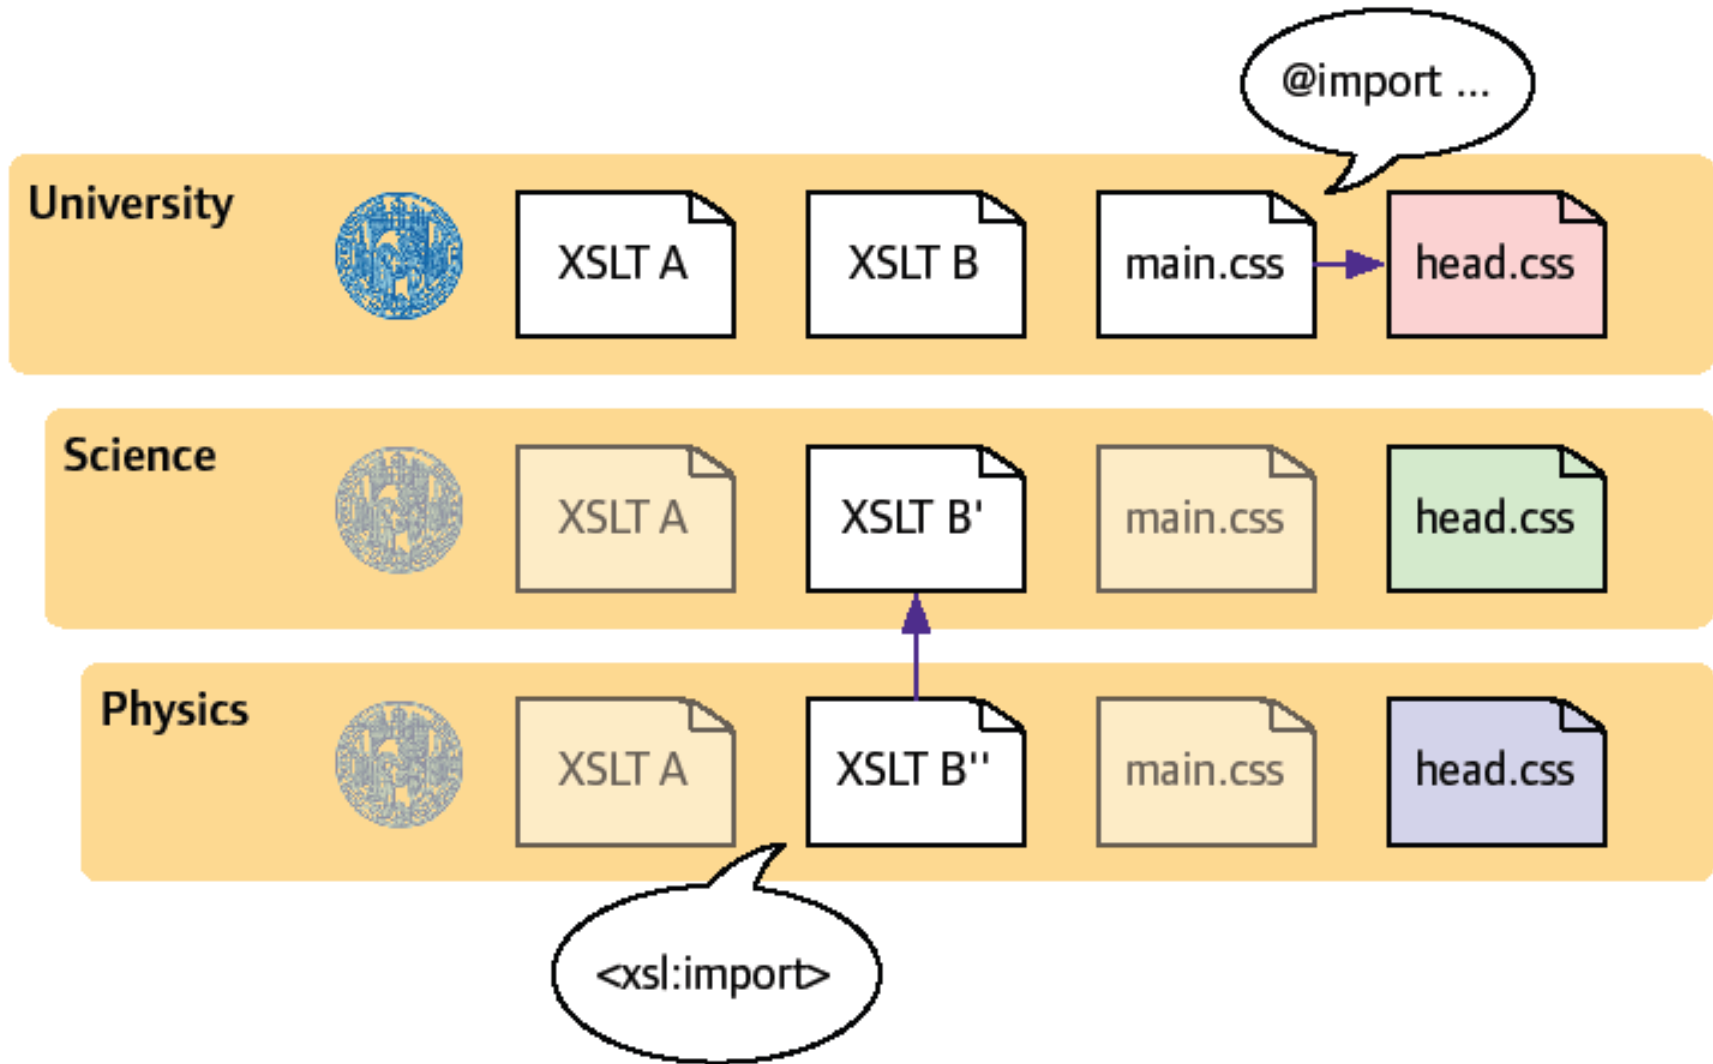 @import ...
University
XSLT A
XSLT B
main.css
head.css
Science
XSLT A
XSLT B'
main.css
head.css
Physics
XSLT A
XSLT B''
main.css
head.css
<xsl:import>